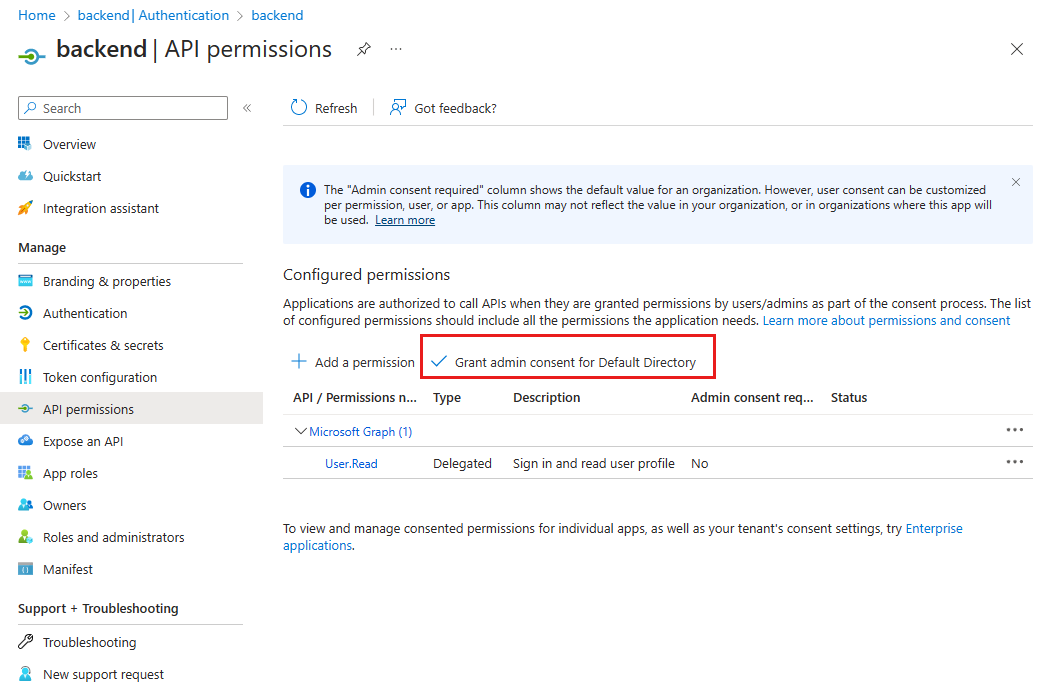 Home > backend | Authentication > backend
backend | API permissions ...
Search
Overview
Quickstart
Integration assistant
Manage
Branding & properties
Authentication
Certificates & secrets
Token configuration
API permissions
Expose an API
App roles
Owners
Roles and administrators
Manifest
Support + Troubleshooting
Troubleshooting
New support request
Refresh
Got feedback?
The "Admin consent required" column shows the default value for an organization. However, user consent can be customized
per permission, user, or app. This column may not reflect the value in your organization, or in organizations where this app will
be used. Learn more
Configured permissions
Applications are authorized to call APIs when they are granted permissions by users/admins as part of the consent process. The list
of configured permissions should include all the permissions the application needs. Learn more about permissions and consent
Add a permission Grant admin consent for Default Directory
API / Permissions n... Type Description Admin consent req... Status
Microsoft Graph (1)
User.Read Delegated Sign in and read user profile No
To view and manage consented permissions for individual apps, as well as your tenant's consent settings, try Enterprise
applications.